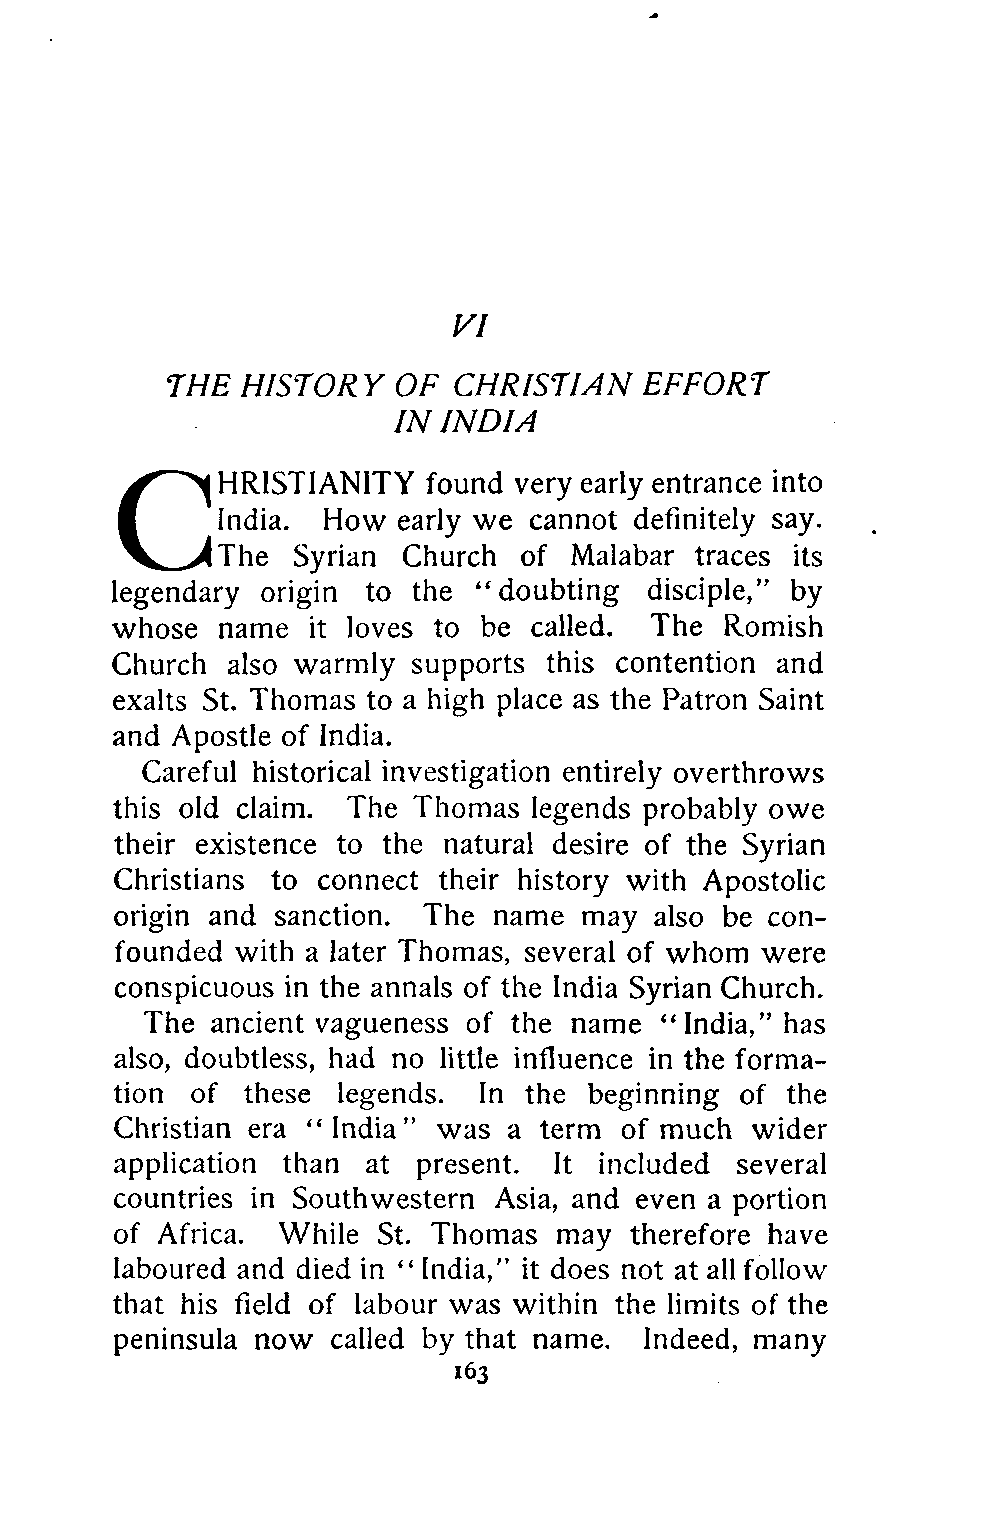 VI
THE HISTORY OF CHRISTIAN EFFORT
IN INDIA
CHRISTIANITY found very early entrance into
India. How early we cannot definitely say.
The Syrian Church of Malabar traces its
legendary origin to the "doubting disciple," by
whose name it loves to be called. The Romish
Church also warmly supports this contention and
exalts St. Thomas to a high place as the Patron Saint
and Apostle of India.
Careful historical investigation entirely overthrows
this old claim. The Thomas legends probably owe
their existence to the natural desire of the Syrian
Christians to connect their history with Apostolic
origin and sanction. The name may also be con-
founded with a later Thomas, several of whom were
conspicuous in the annals of the India Syrian Church.
The ancient vagueness of the name "India," has
also, doubtless, had no little influence in the forma-
tion of these legends. In the beginning of the
Christian era "India" was a term of much wider
application than at present. It included several
countries in Southwestern Asia, and even a portion
of Africa. While St. Thomas may therefore have
laboured and died in "India," it does not at all follow
that his field of labour was within the limits of the
peninsula now called by that name. Indeed, many
163